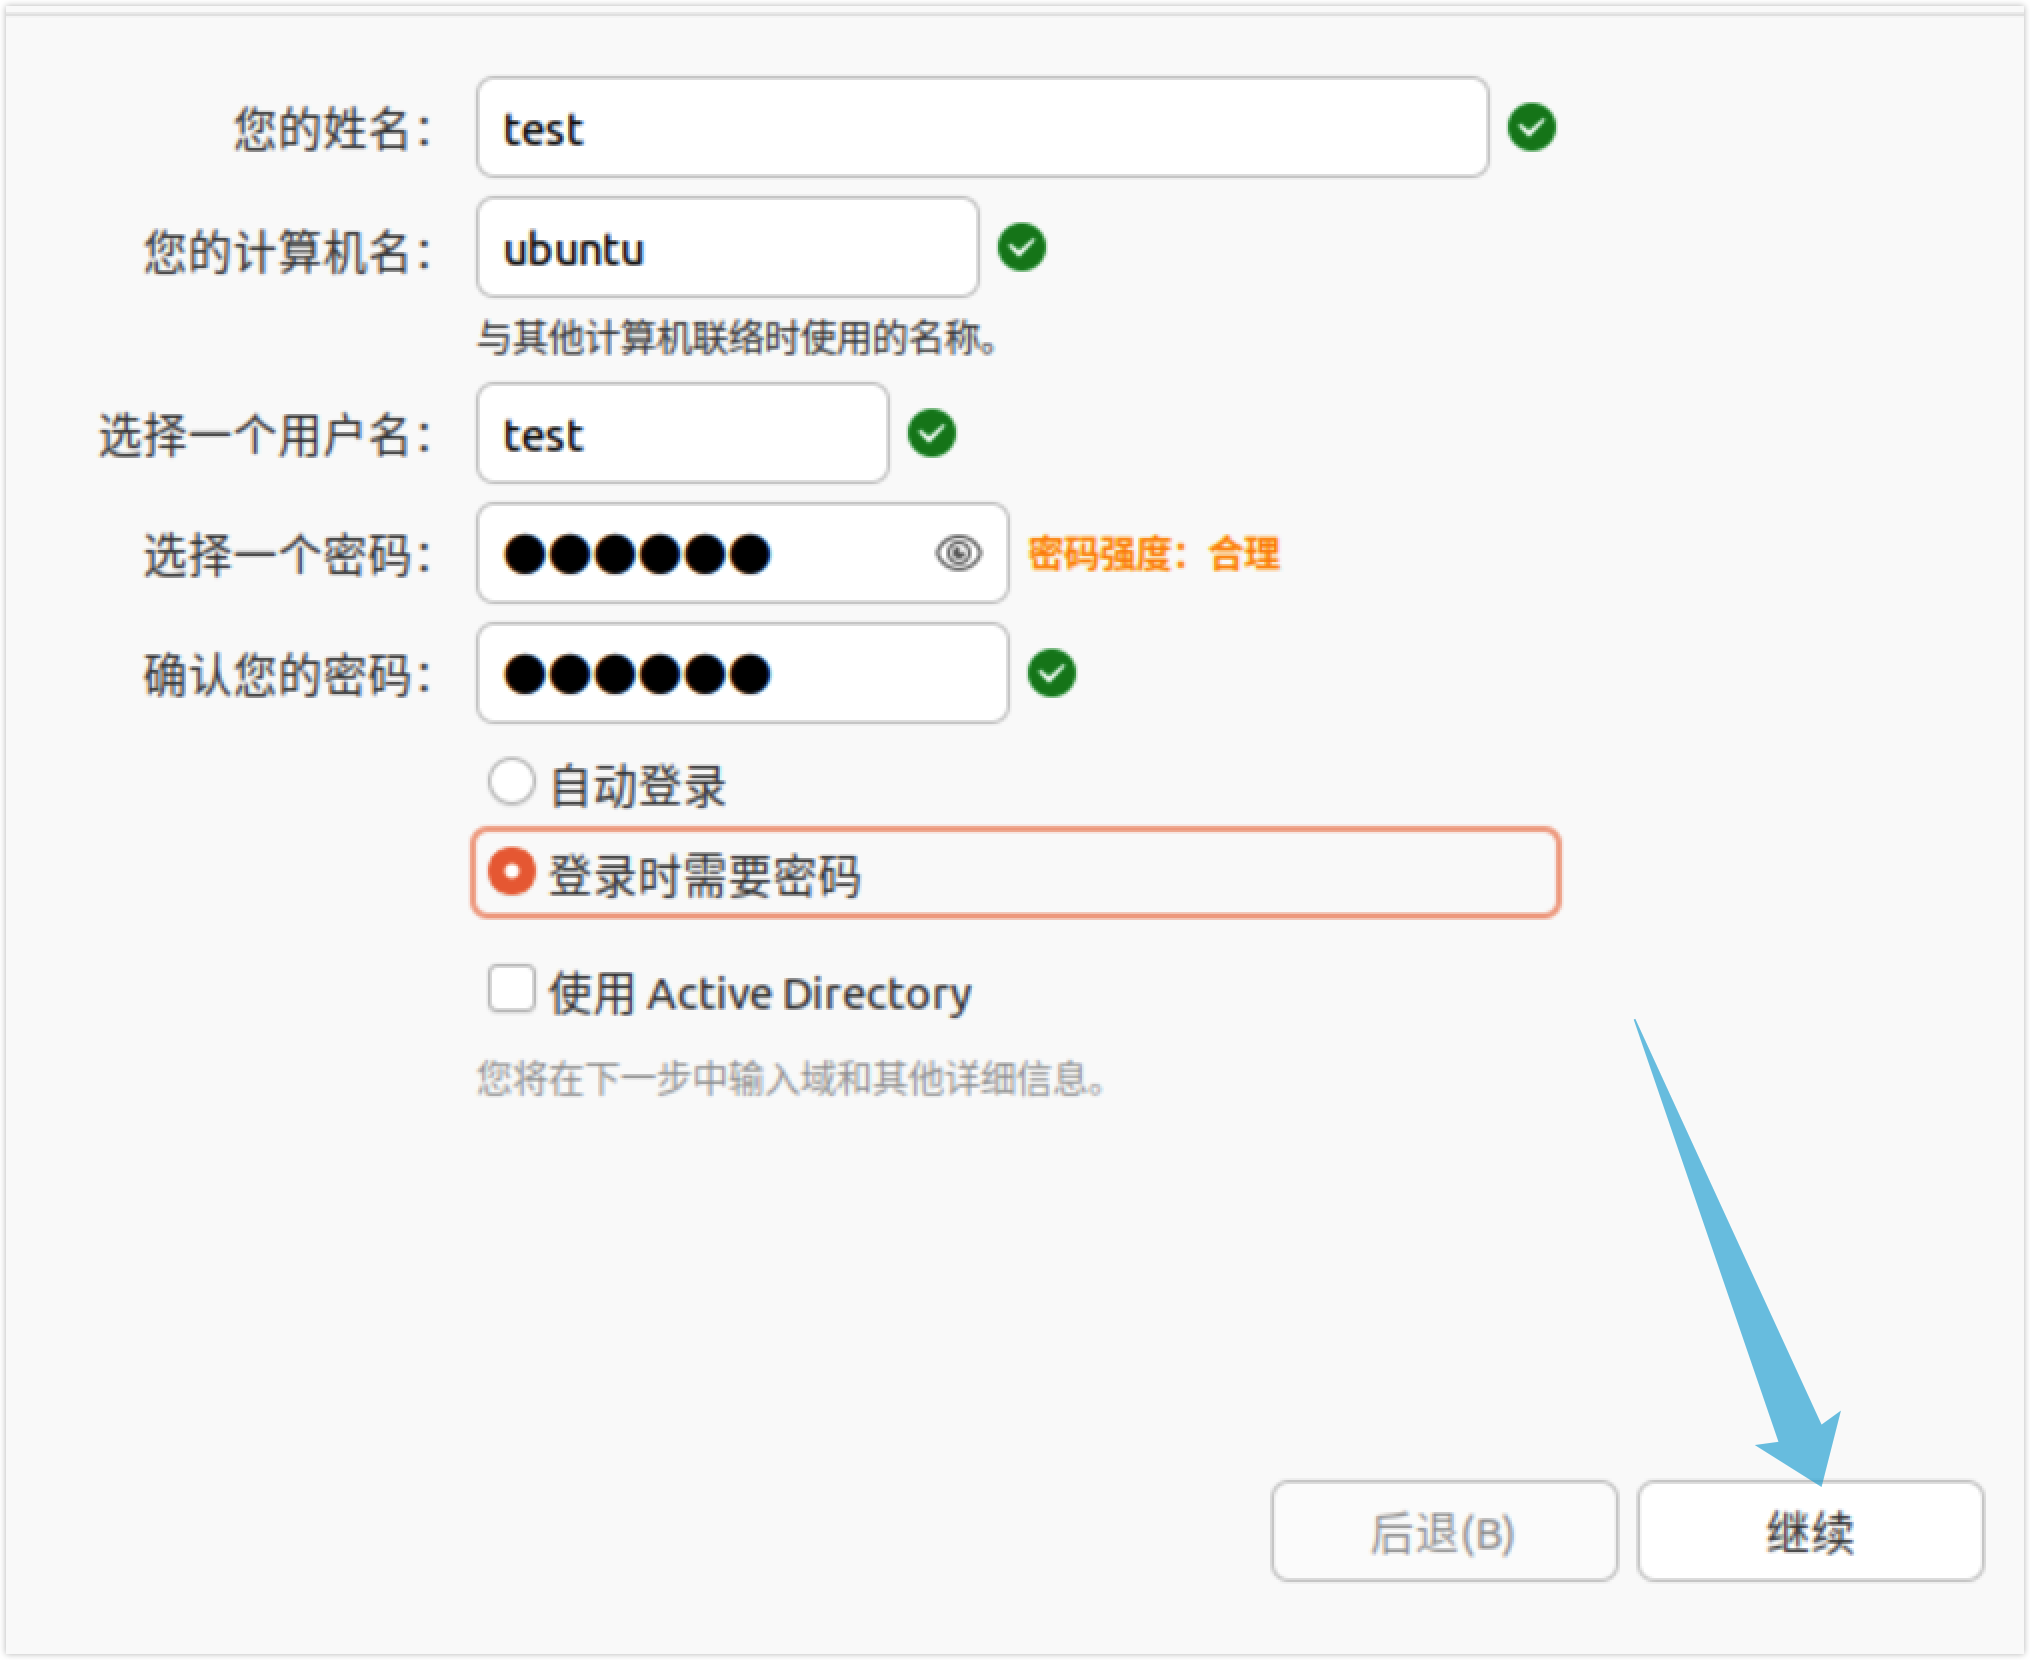 您的姓名： test
您的计算机名： ubuntu
与其他计算机联络时使用的名称。
选择一个用户名： test
选择一个密码： ●●●●●● 密码强度：合理
确认您的密码： ●●●●●●
自动登录
登录时需要密码
使用 Active Directory
您将在下一步中输入域和其他详细信息。
后退(B) 继续